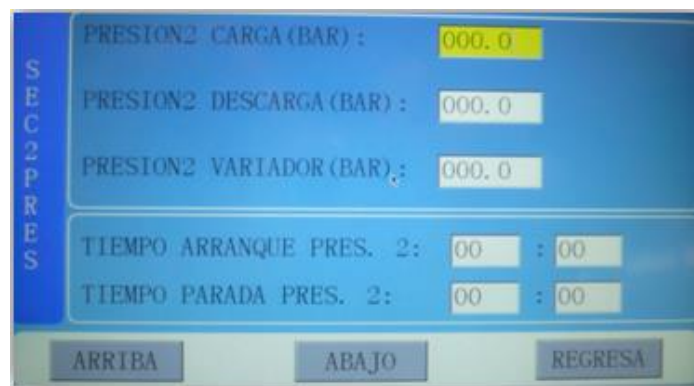 SEC2PRES
PRESION2 CARGA(BAR): 000.0
PRESION2 DESCARGA(BAR): 000.0
PRESION2 VARIADOR(BAR): 000.0
TIEMPO ARRANQUE PRES. 2: 00 : 00
TIEMPO PARADA PRES. 2: 00 : 00
ARRIBA ABAJO REGRESA